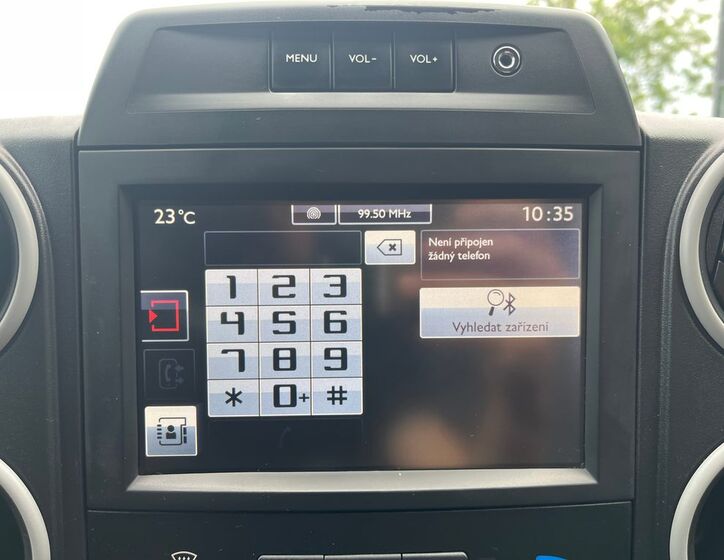 MENU VOL- VOL+
23°C 99.50 MHz 10:35
Není připojen
žádný telefon
1 2 3
4 5 6
7 8 9
* 0+ #
Vyhledat zařízení